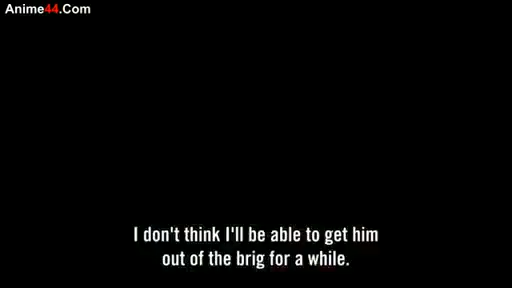 Anime44.Com
I don't think I'll be able to get him
out of the brig for a while.